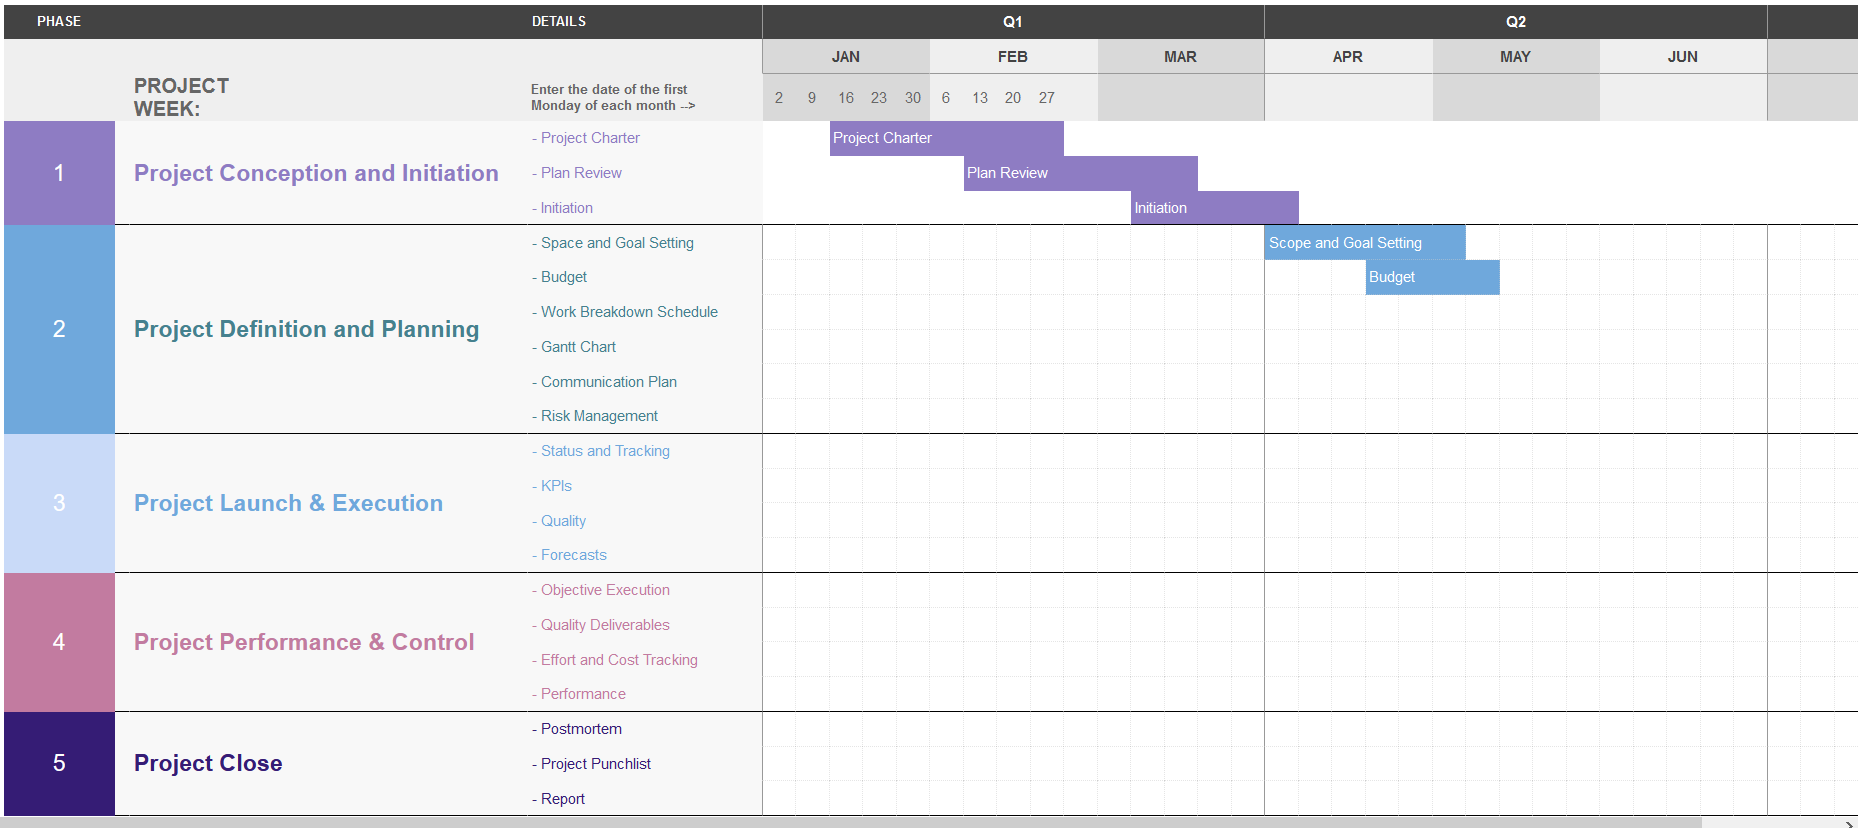 PHASE DETAILS Q1 Q2
JAN FEB MAR APR MAY JUN
PROJECT
WEEK:
Enter the date of the first
Monday of each month -->
2 9 16 23 30 6 13 20 27
1
Project Conception and Initiation
- Project Charter
Project Charter
- Plan Review
Plan Review
- Initiation
Initiation
2
Project Definition and Planning
- Space and Goal Setting
Scope and Goal Setting
- Budget
Budget
- Work Breakdown Schedule
- Gantt Chart
- Communication Plan
- Risk Management
3
Project Launch & Execution
- Status and Tracking
- KPIs
- Quality
- Forecasts
4
Project Performance & Control
- Objective Execution
- Quality Deliverables
- Effort and Cost Tracking
- Performance
5
Project Close
- Postmortem
- Project Punchlist
- Report